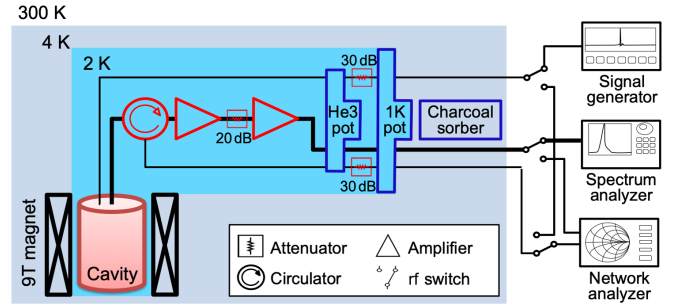 300 K
4 K
2 K
30 dB
20 dB
He3
pot
1K
pot
Charcoal
sorber
30 dB
Signal
generator
Spectrum
analyzer
Network
analyzer
9T magnet
Cavity
Attenuator
Amplifier
Circulator
rf switch